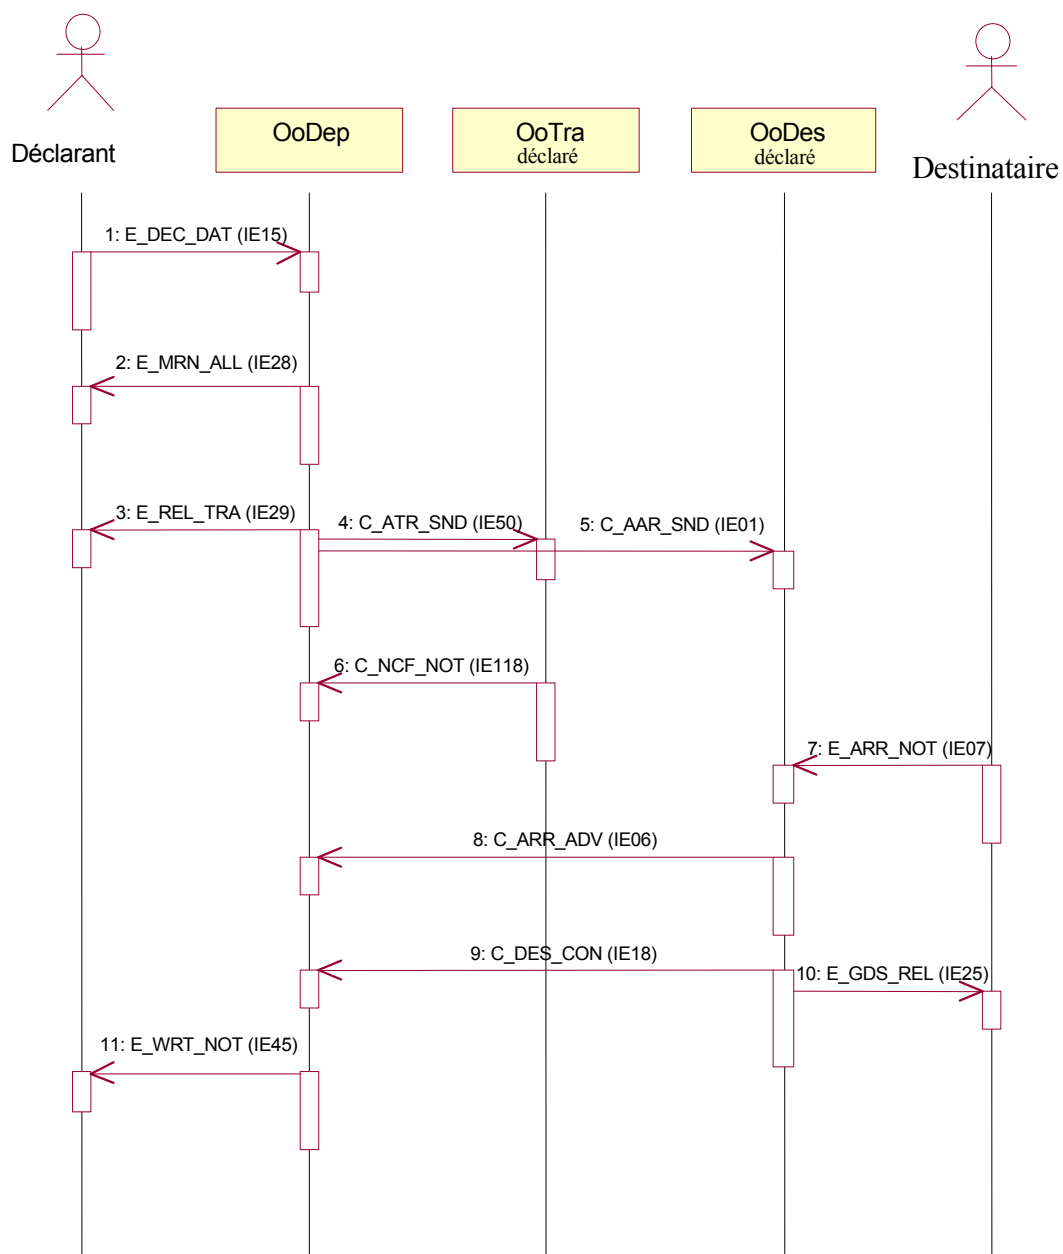 Déclarant
OoDep
OoTra
déclaré
OoDes
déclaré
Destinataire
1: E_DEC_DAT (IE15)
2: E_MRN_ALL (IE28)
3: E_REL_TRA (IE29)
4: C_ATR_SND (IE50)
5: C_AAR_SND (IE01)
6: C_NCF_NOT (IE118)
7: E_ARR_NOT (IE07)
8: C_ARR_ADV (IE06)
9: C_DES_CON (IE18)
10: E_GDS_REL (IE25)
11: E_WRT_NOT (IE45)